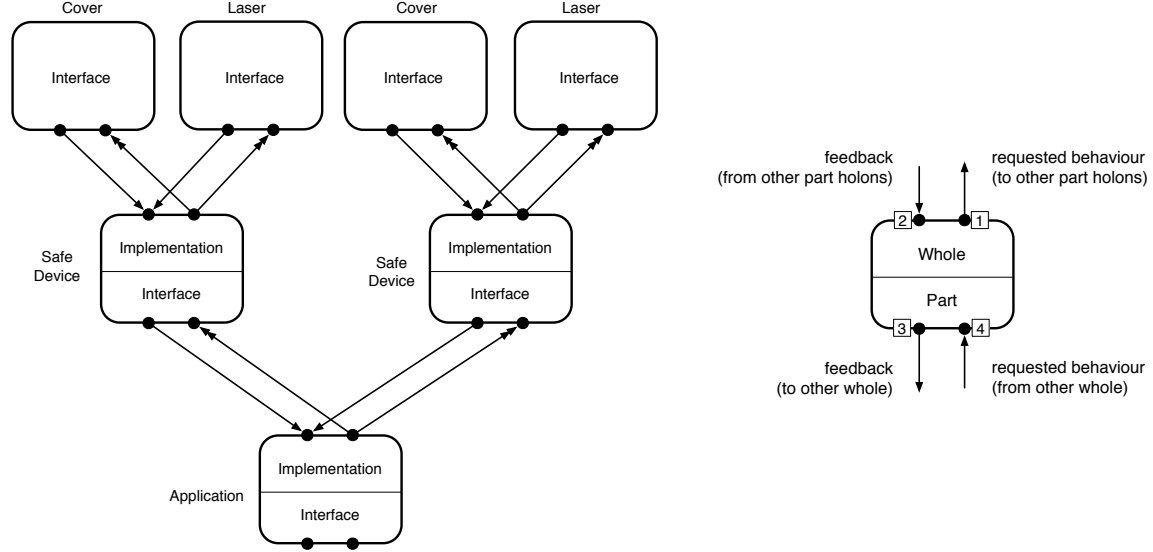 Cover
Laser
Cover
Laser
Interface
Interface
Interface
Interface
Safe
Device
Implementation
Interface
Safe
Device
Implementation
Interface
Application
Implementation
Interface
feedback
(from other part holons)
requested behaviour
(to other part holons)
2
1
Whole
Part
3
4
feedback
(to other whole)
requested behaviour
(from other whole)